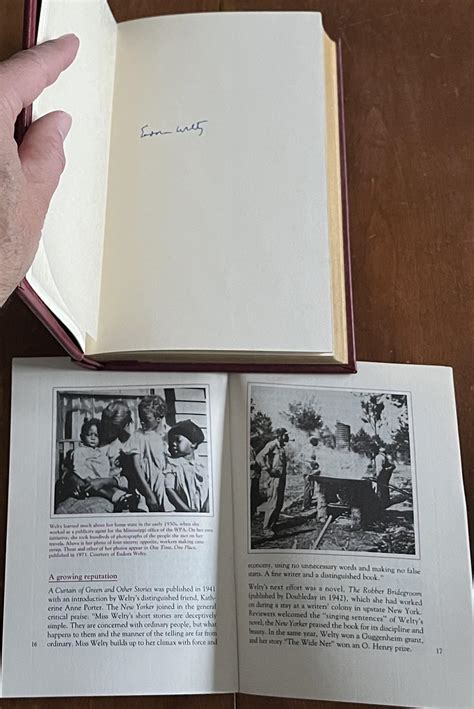 Eudora Welty
Welty learned much about her home state in the early 1930s, when she
worked as a publicity agent for the Mississippi office of the WPA. On her own
initiative, she took hundreds of photographs of the people she met on her
travels. Above is her photo of four sisters; opposite, workers making cane
syrup. These and other of her photos appear in One Time, One Place,
published in 1971. Courtesy of Eudora Welty.
A growing reputation
A Curtain of Green and Other Stories was published in 1941
with an introduction by Welty's distinguished friend, Kath-
erine Anne Porter. The New Yorker joined in the general
critical praise: "Miss Welty's short stories are deceptively
simple. They are concerned with ordinary people, but what
happens to them and the manner of the telling are far from
ordinary. Miss Welty builds up to her climax with force and
16
economy, using no unnecessary words and making no false
starts. A fine writer and a distinguished book."
Welty's next effort was a novel, The Robber Bridegroom
(published by Doubleday in 1942), which she had worked
on during a stay at a writers' colony in upstate New York.
Reviewers welcomed the "singing sentences" of Welty's
novel, the New Yorker praised the book for its discipline and
beauty. In the same year, Welty won a Guggenheim grant,
and her story "The Wide Net" won an O. Henry prize.
17